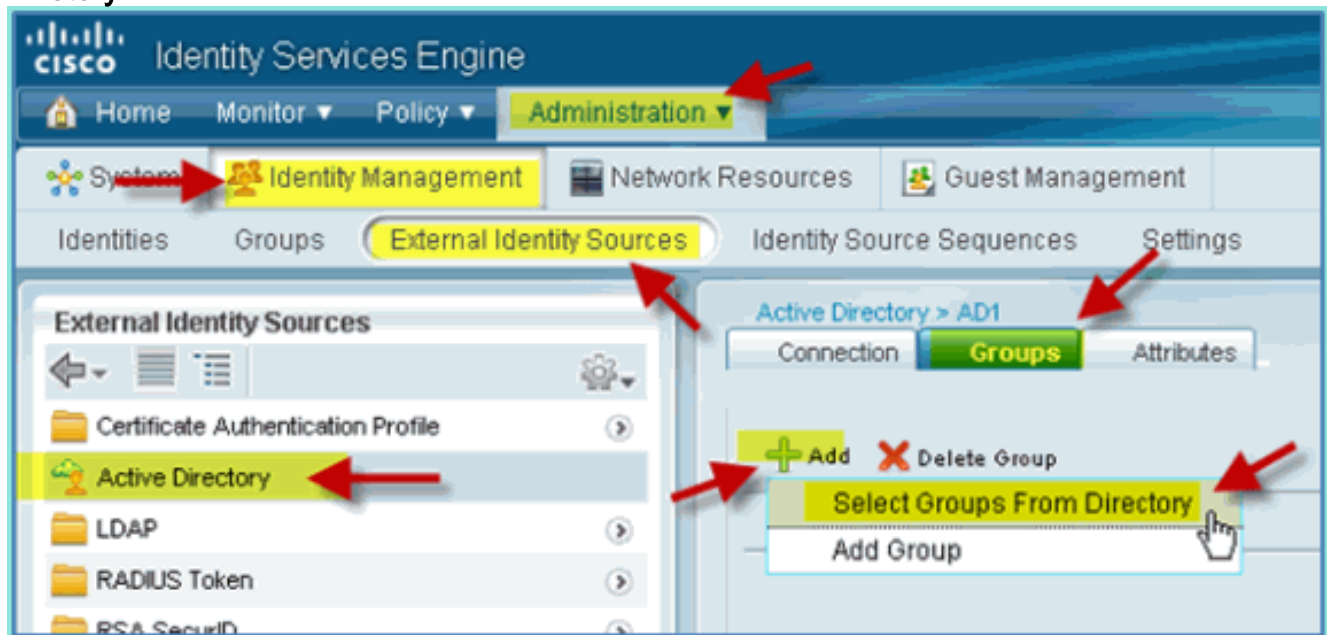 CISCO Identity Services Engine
Home Monitor ▼ Policy ▼ Administration ▼
System Identity Management Network Resources Guest Management
Identities Groups External Identity Sources Identity Source Sequences Settings
External Identity Sources
Certificate Authentication Profile
Active Directory
LDAP
RADIUS Token
RSA SecurID
Active Directory > AD1
Connection Groups Attributes
Add Delete Group
Select Groups From Directory
Add Group